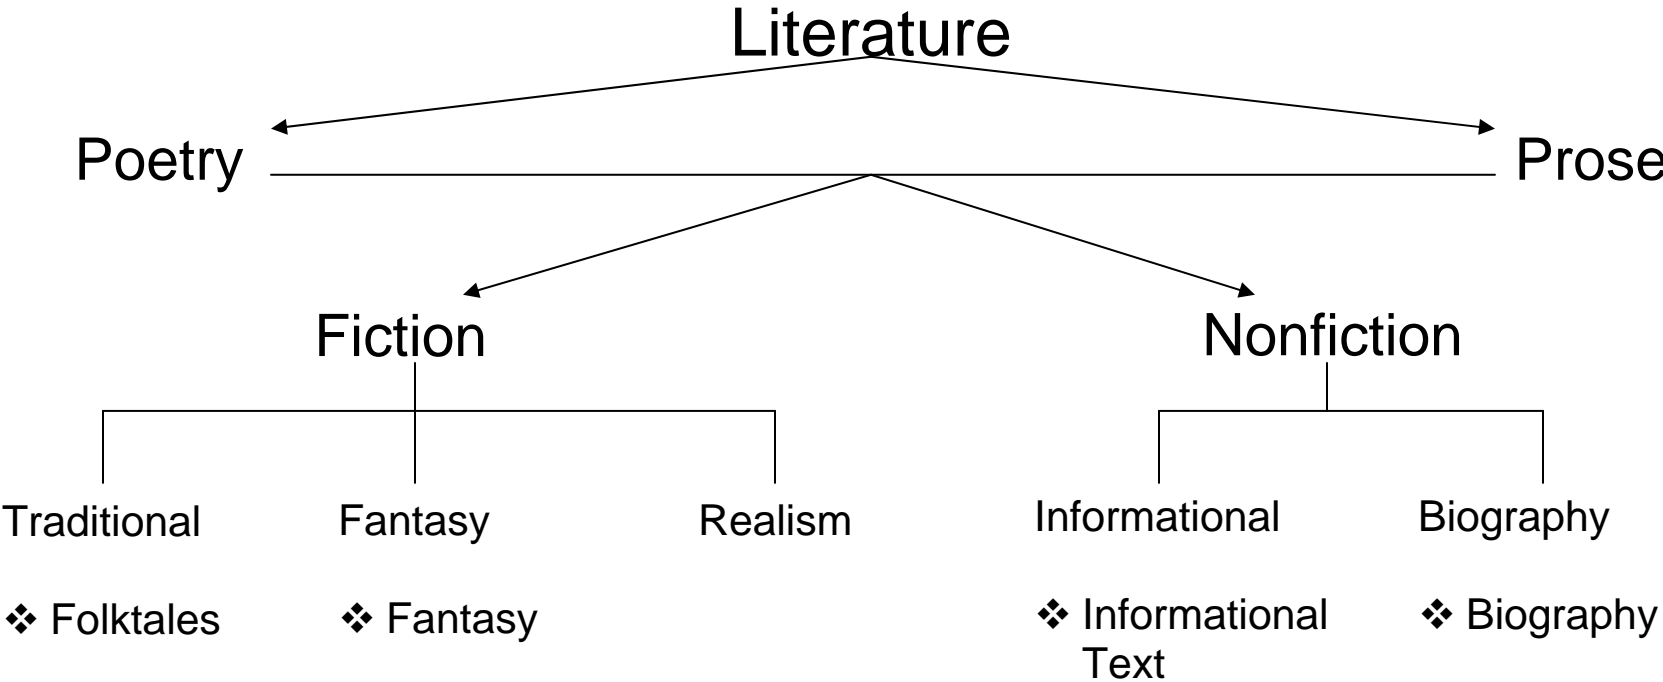 Literature
Poetry
Prose
Fiction
Nonfiction
Traditional
Fantasy
Realism
Informational
Biography
❖ Folktales
❖ Fantasy
❖ Informational
Text
❖ Biography